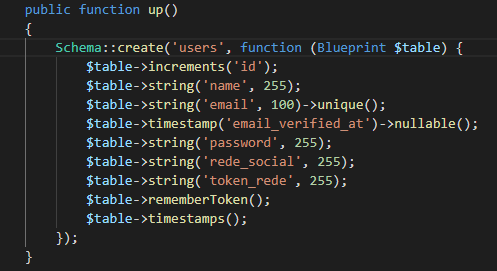 public function up()
{
    Schema::create('users', function (Blueprint $table) {
        $table->increments('id');
        $table->string('name', 255);
        $table->string('email', 100)->unique();
        $table->timestamp('email_verified_at')->nullable();
        $table->string('password', 255);
        $table->string('rede_social', 255);
        $table->string('token_rede', 255);
        $table->rememberToken();
        $table->timestamps();
    });
}